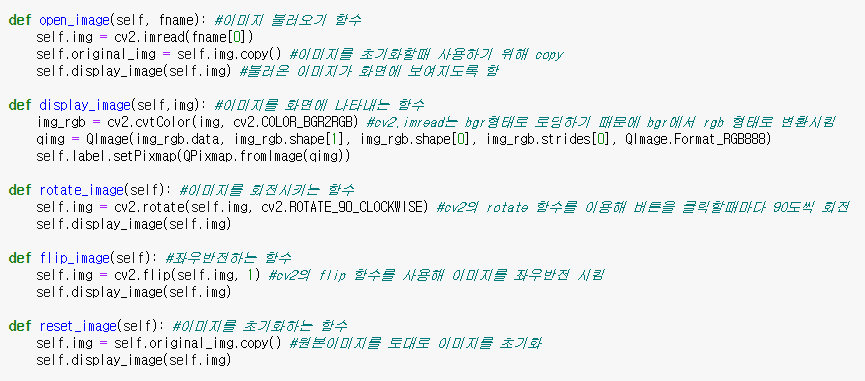 def open_image(self, fname): #이미지 불러오기 함수
    self.img = cv2.imread(fname[0])
    self.original_img = self.img.copy() #이미지를 초기화할때 사용하기 위해 copy
    self.display_image(self.img) #불러온 이미지가 화면에 보여지도록 함
def display_image(self,img): #이미지를 화면에 나타내는 함수
    img_rgb = cv2.cvtColor(img, cv2.COLOR_BGR2RGB) #cv2.imread는 bgr형태로 로딩하기 때문에 bgr에서 rgb 형태로 변환시킴
    qimg = QImage(img_rgb.data, img_rgb.shape[1], img_rgb.shape[0], img_rgb.strides[0], QImage.Format_RGB888)
    self.label.setPixmap(QPixmap.fromImage(qimg))
def rotate_image(self): #이미지를 회전시키는 함수
    self.img = cv2.rotate(self.img, cv2.ROTATE_90_CLOCKWISE) #cv2의 rotate 함수를 이용해 버튼을 클릭할때마다 90도씩 회전
    self.display_image(self.img)
def flip_image(self): #좌우반전하는 함수
    self.img = cv2.flip(self.img, 1) #cv2의 flip 함수를 사용해 이미지를 좌우반전 시킴
    self.display_image(self.img)
def reset_image(self): #이미지를 초기화하는 함수
    self.img = self.original_img.copy() #원본이미지를 토대로 이미지를 초기화
    self.display_image(self.img)